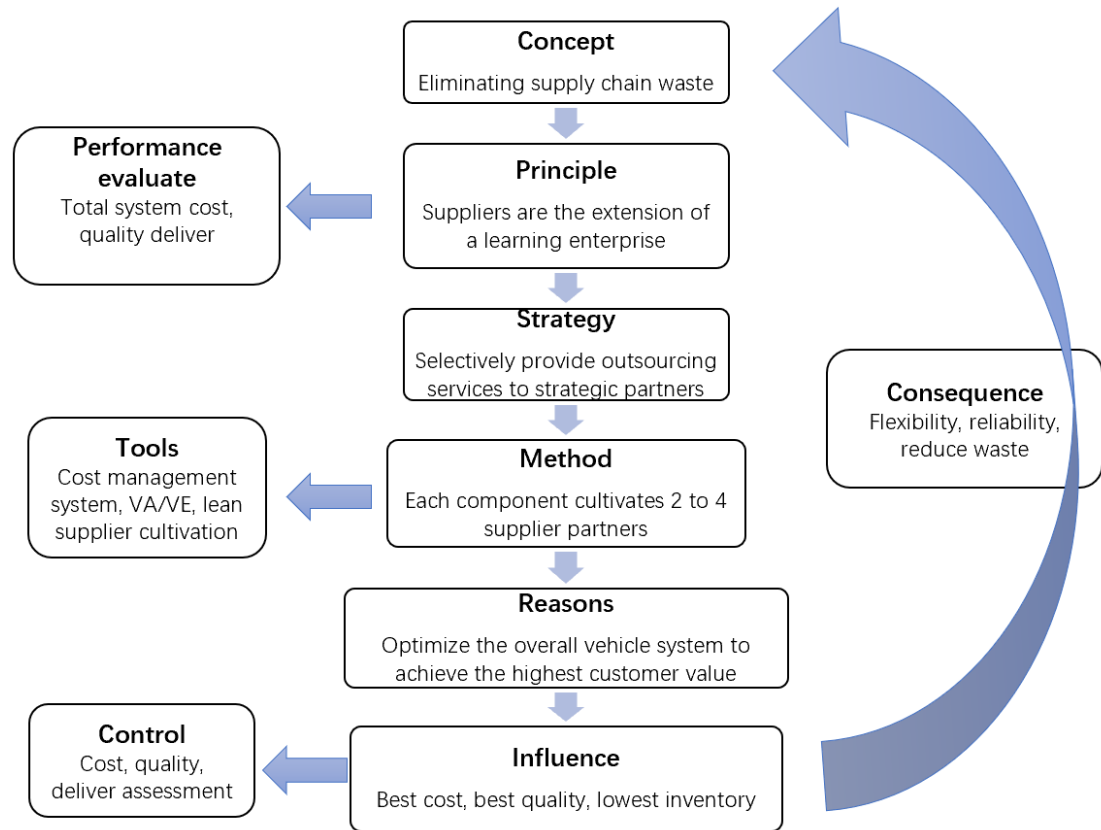 Concept
Eliminating supply chain waste
Performance
evaluate
Total system cost,
quality deliver
Principle
Suppliers are the extension of
a learning enterprise
Strategy
Selectively provide outsourcing
services to strategic partners
Consequence
Flexibility, reliability,
reduce waste
Tools
Cost management
system, VA/VE, lean
supplier cultivation
Method
Each component cultivates 2 to 4
supplier partners
Reasons
Optimize the overall vehicle system to
achieve the highest customer value
Control
Cost, quality,
deliver assessment
Influence
Best cost, best quality, lowest inventory